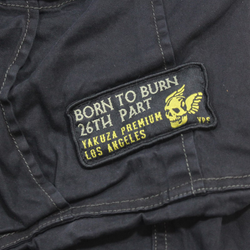 BORN TO BURN
26TH PART
YAKUZA PREMIUM
LOS ANGELES